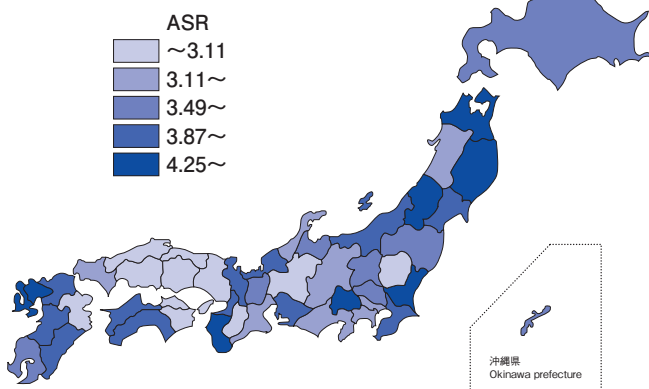 ASR
～3.11
3.11～
3.49～
3.87～
4.25～
沖縄県
Okinawa prefecture